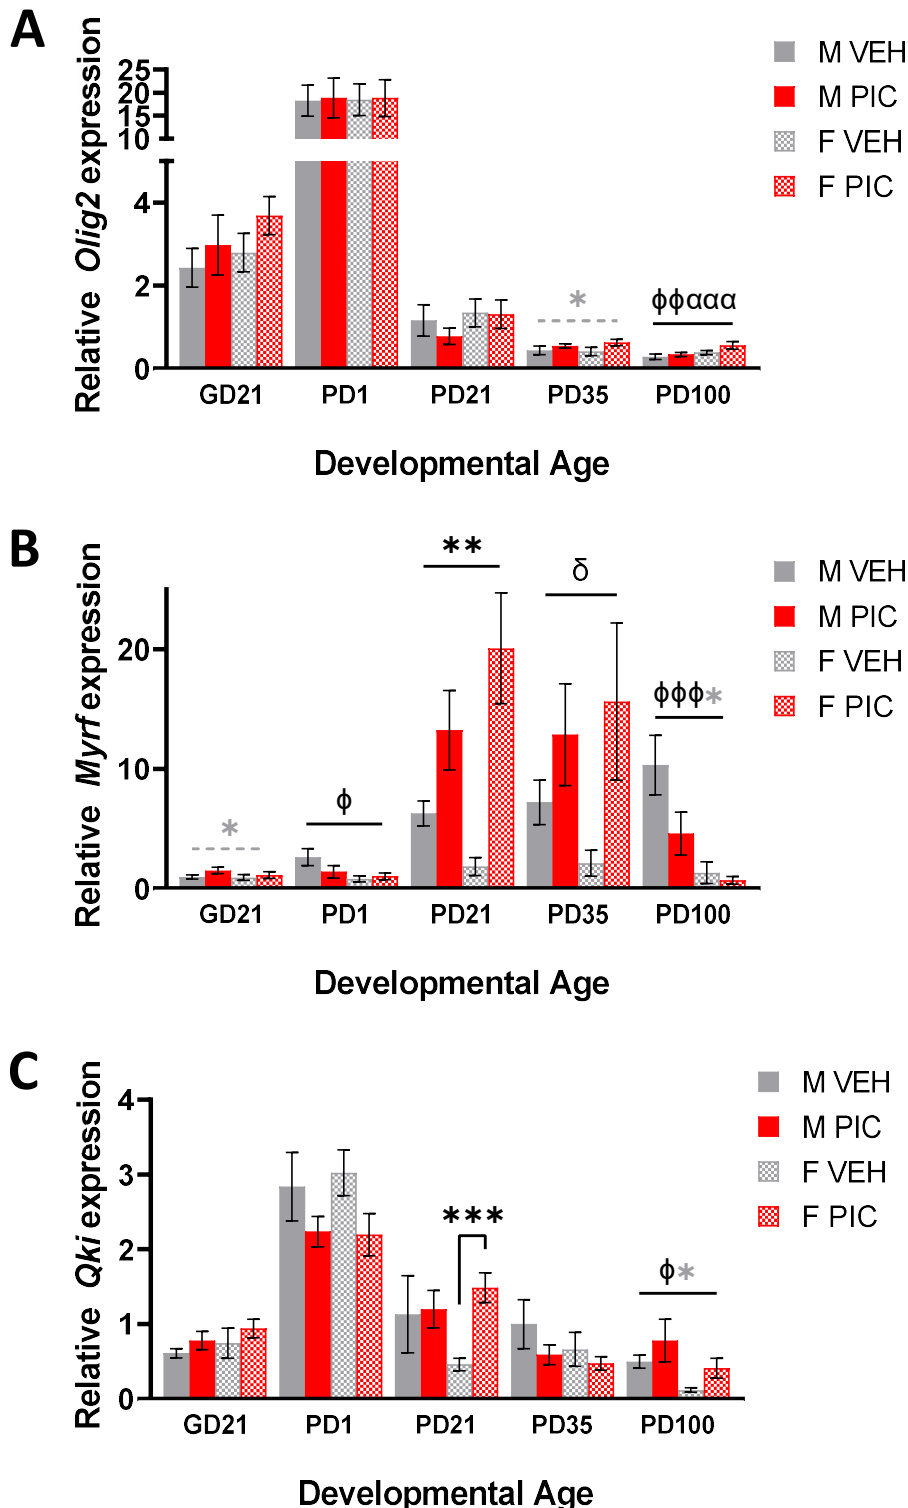 A
Relative Olig2 expression
25
20
15
10
4
2
0
M VEH
M PIC
F VEH
F PIC
*
ϕϕααα
GD21 PD1 PD21 PD35 PD100
Developmental Age
B
Relative Myrf expression
20
10
0
M VEH
M PIC
F VEH
F PIC
*
ϕ
**
δ
ϕϕϕ*
GD21 PD1 PD21 PD35 PD100
Developmental Age
C
Relative Qki expression
4
3
2
1
0
M VEH
M PIC
F VEH
F PIC
***
ϕ*
GD21 PD1 PD21 PD35 PD100
Developmental Age